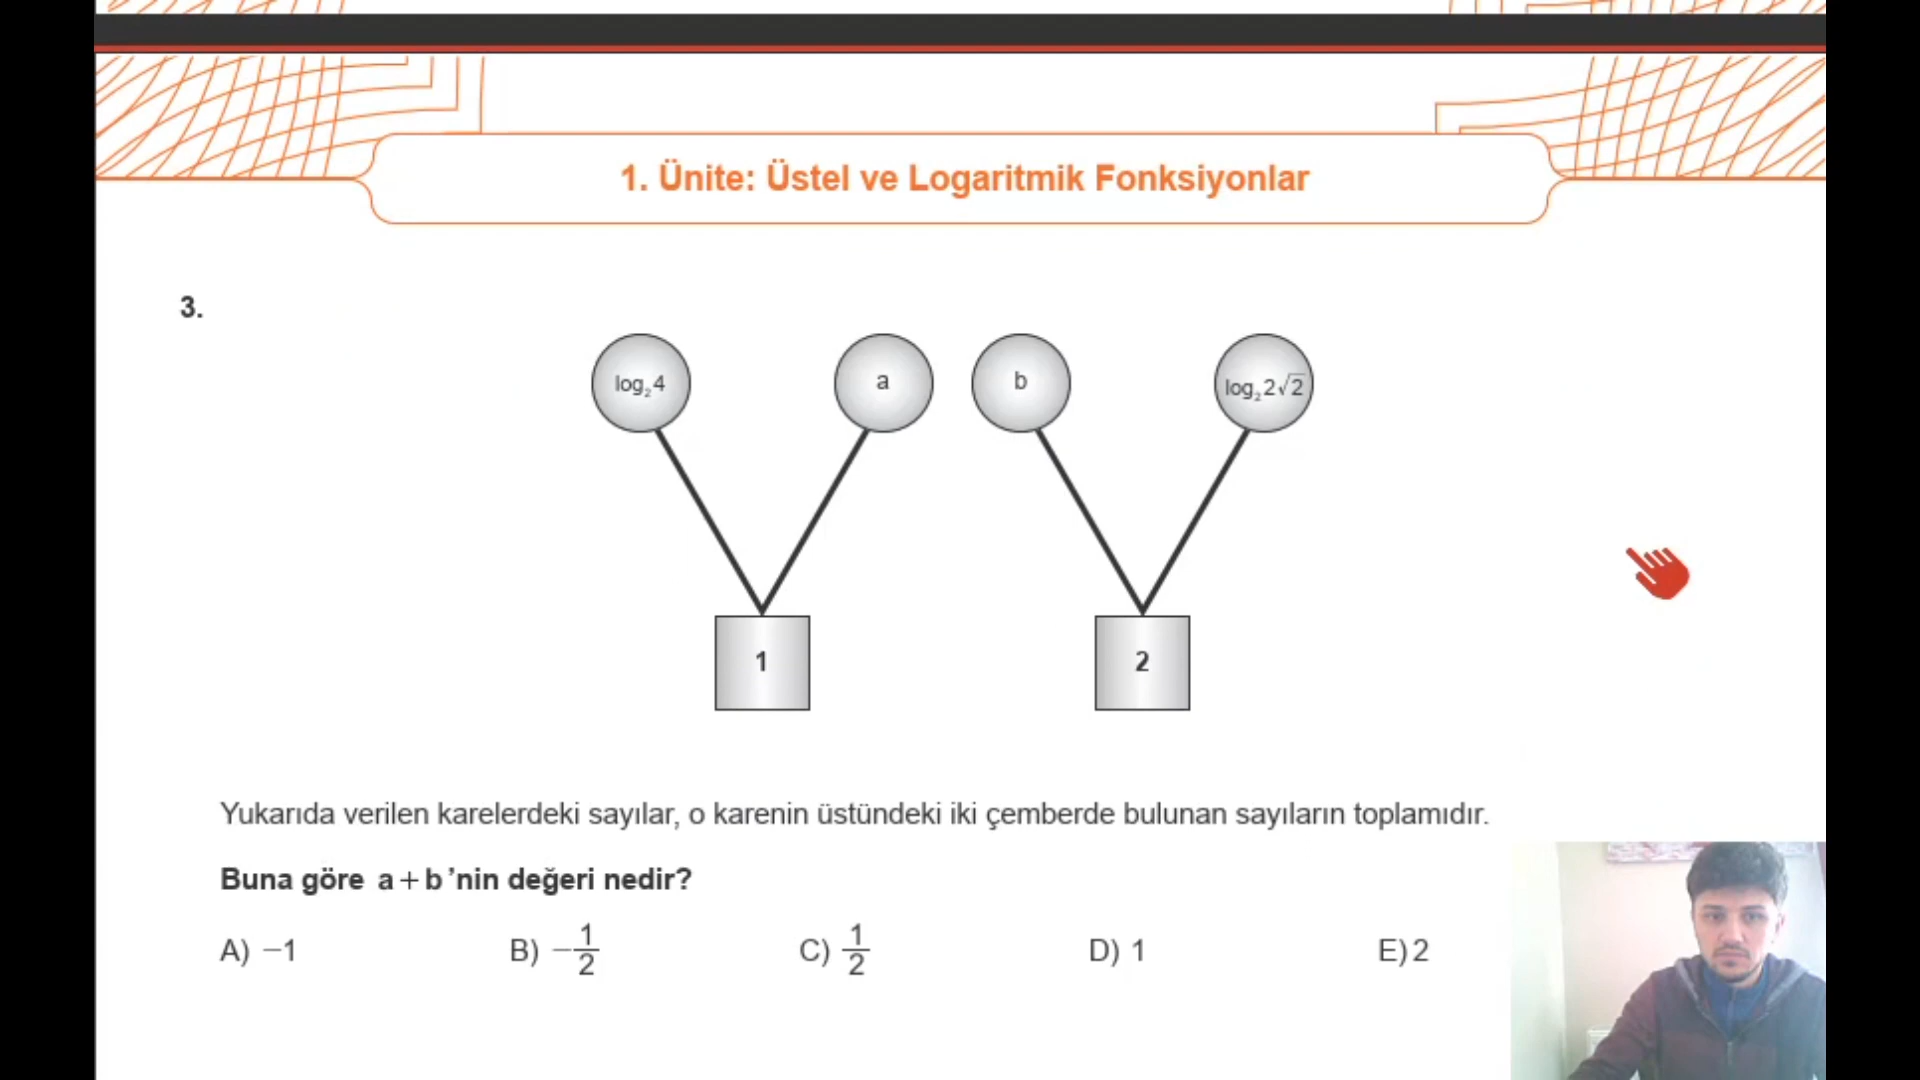 1. Ünite: Üstel ve Logaritmik Fonksiyonlar
3.
log₂4 a b log₂2√2
1 2
Yukarıda verilen karelerdeki sayılar, o karenin üstündeki iki çemberde bulunan sayıların toplamıdır.
Buna göre a+b'nin değeri nedir?
A) −1 B) −1/2 C) 1/2 D) 1 E) 2